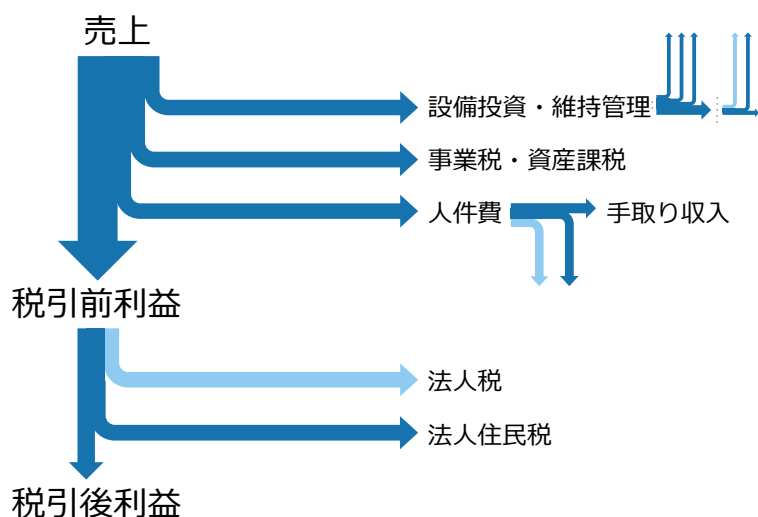 売上
設備投資・維持管理
事業税・資産課税
人件費
手取り収入
税引前利益
法人税
法人住民税
税引後利益